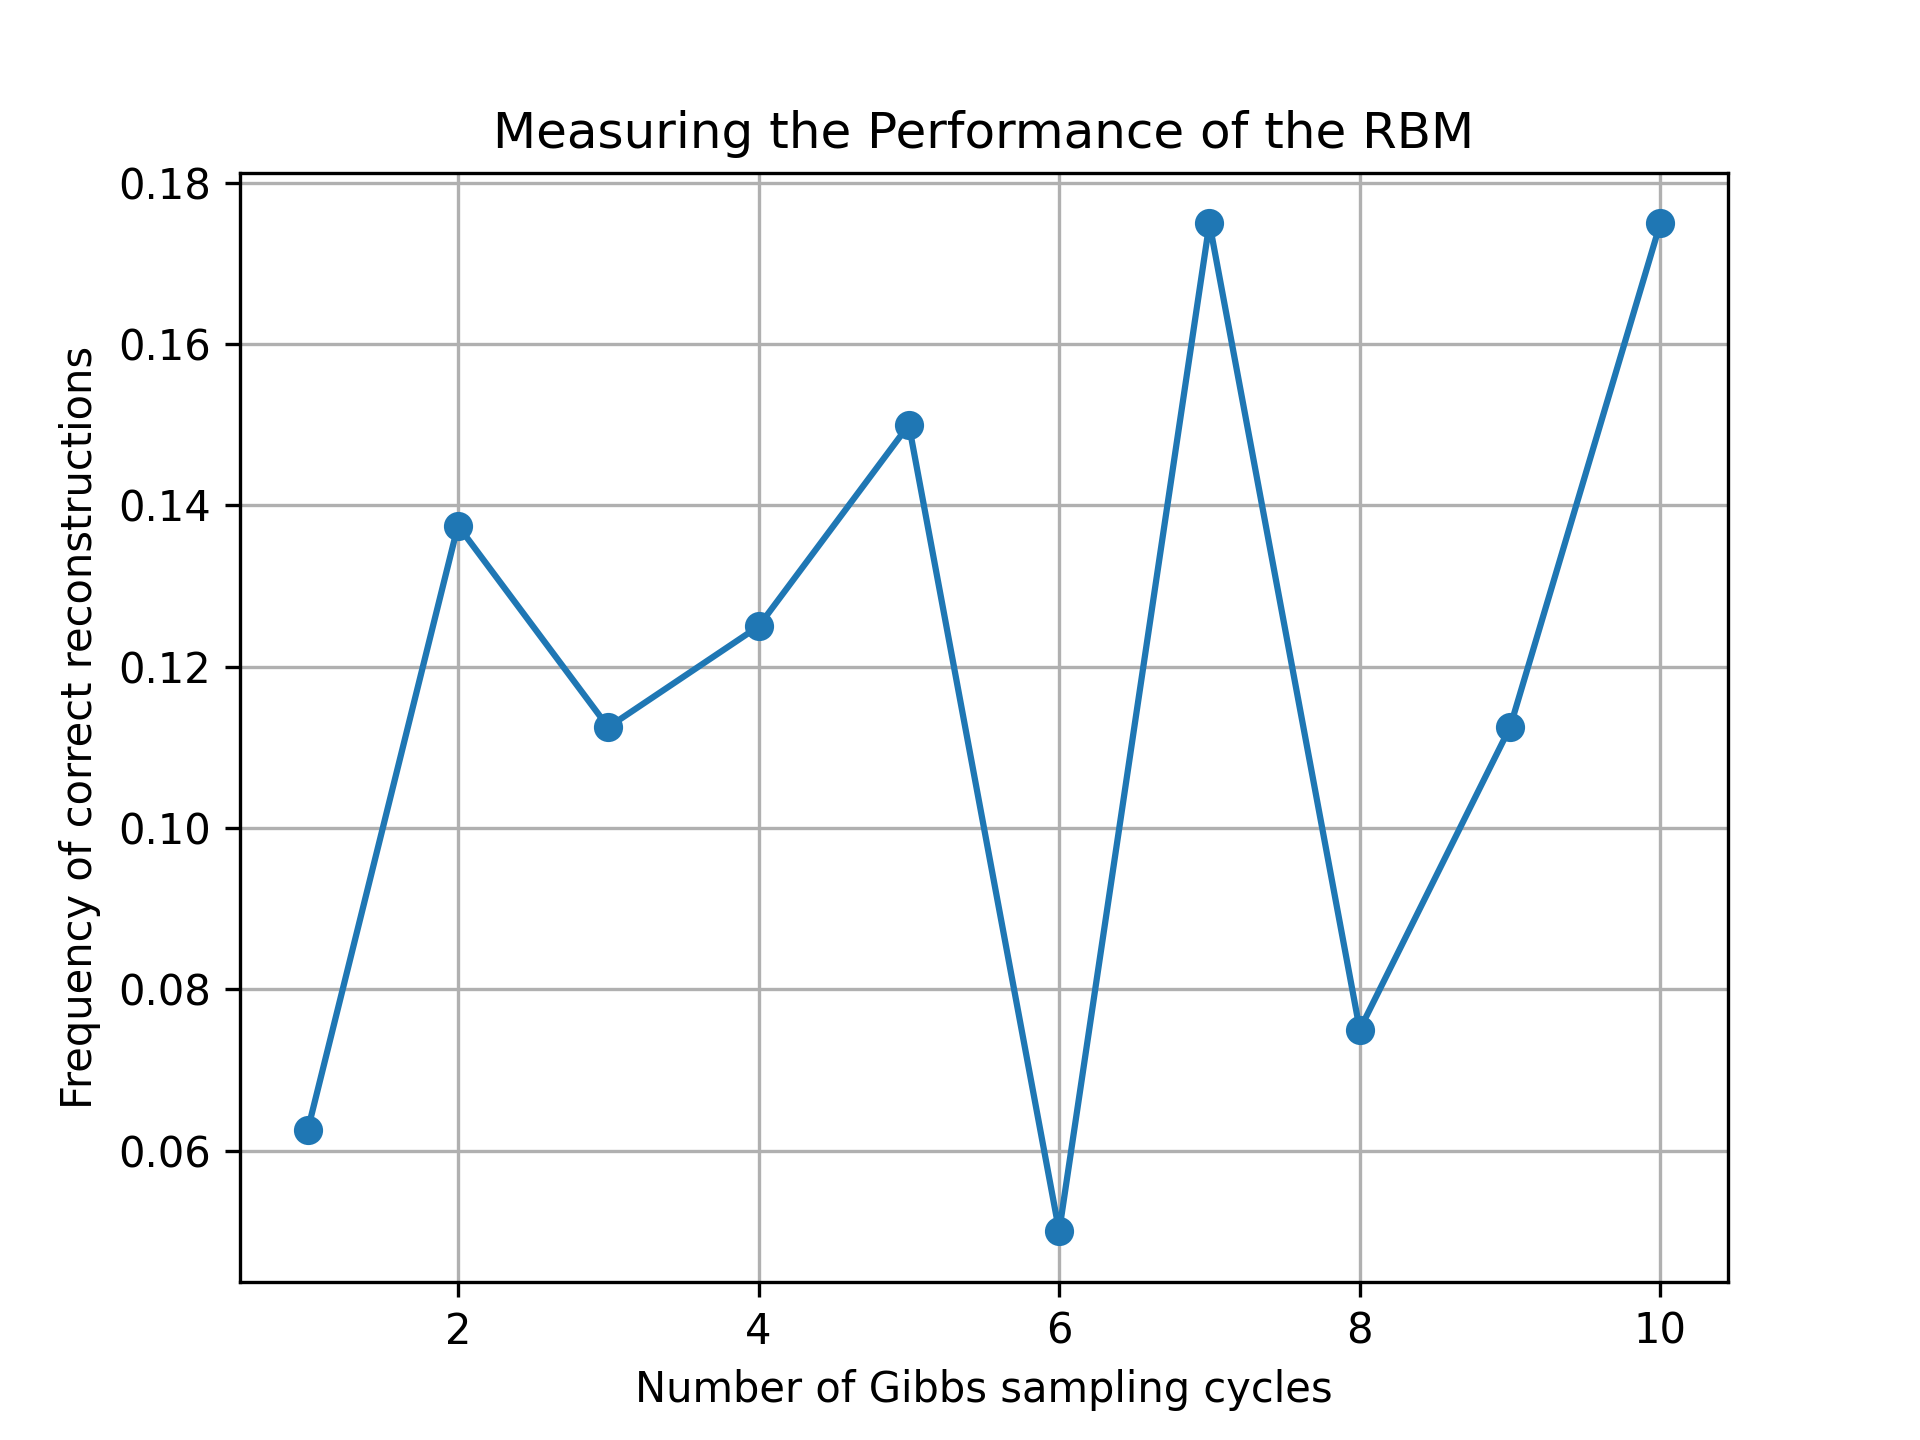 Measuring the Performance of the RBM
0.18
0.16
0.14
0.12
0.10
0.08
0.06
Frequency of correct reconstructions
2 4 6 8 10
Number of Gibbs sampling cycles